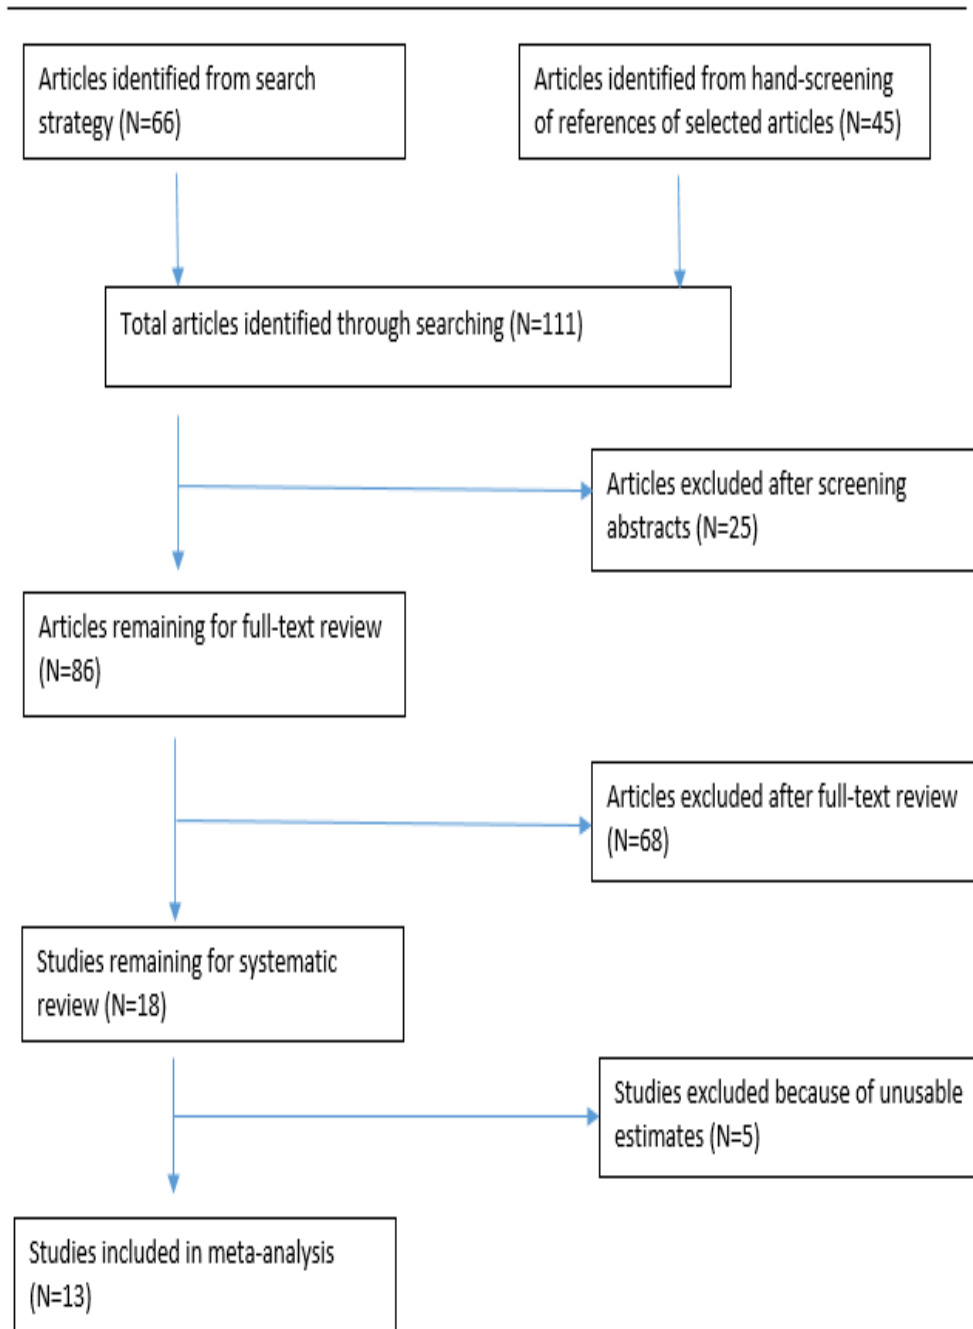 Articles identified from search
strategy (N=66)
Articles identified from hand-screening
of references of selected articles (N=45)
Total articles identified through searching (N=111)
Articles excluded after screening
abstracts (N=25)
Articles remaining for full-text review
(N=86)
Articles excluded after full-text review
(N=68)
Studies remaining for systematic
review (N=18)
Studies excluded because of unusable
estimates (N=5)
Studies included in meta-analysis
(N=13)